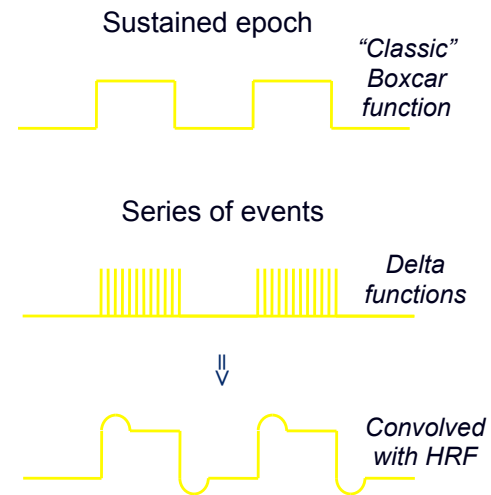 Sustained epoch
“Classic”
Boxcar
function
Series of events
Delta
functions
Convolved
with HRF